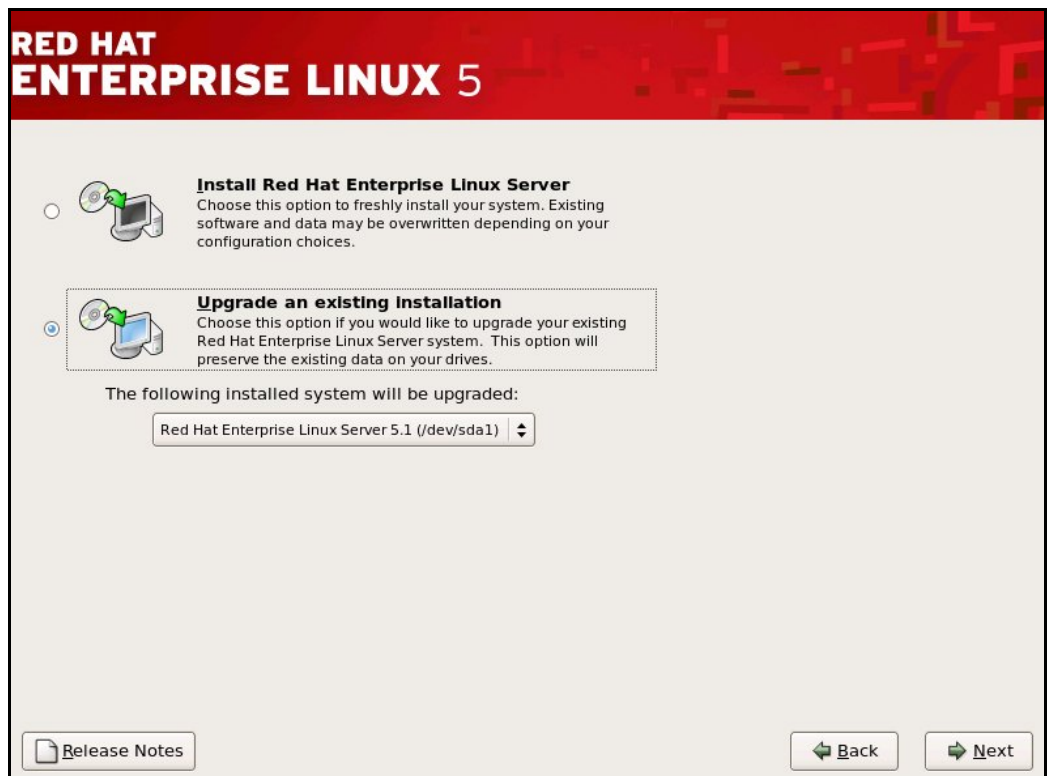 RED HAT
ENTERPRISE LINUX 5
Install Red Hat Enterprise Linux Server
Choose this option to freshly install your system. Existing
software and data may be overwritten depending on your
configuration choices.
Upgrade an existing installation
Choose this option if you would like to upgrade your existing
Red Hat Enterprise Linux Server system. This option will
preserve the existing data on your drives.
The following installed system will be upgraded:
Red Hat Enterprise Linux Server 5.1 (/dev/sda1)
Release Notes
Back
Next